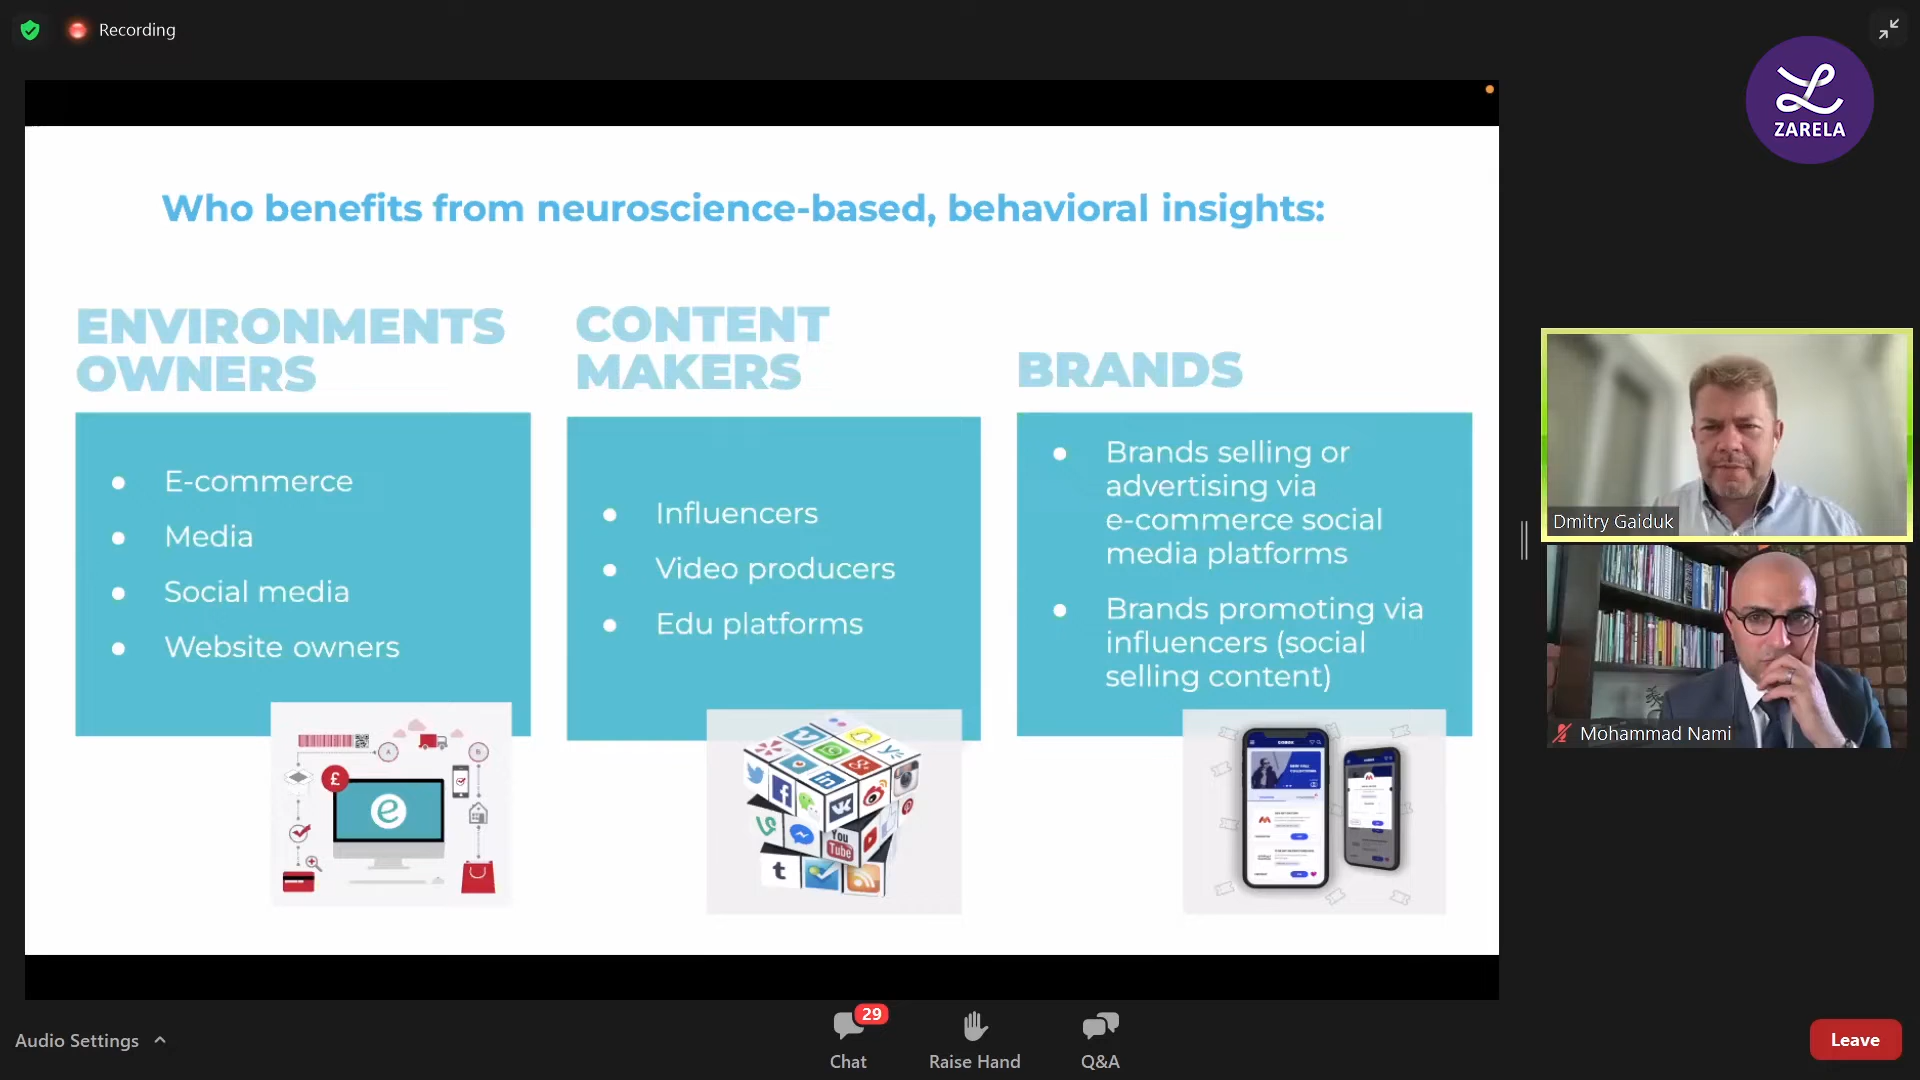 Recording
ZARELA
Who benefits from neuroscience-based, behavioral insights:
ENVIRONMENTS
OWNERS
E-commerce
Media
Social media
Website owners
CONTENT
MAKERS
Influencers
Video producers
Edu platforms
BRANDS
Brands selling or
advertising via
e-commerce social
media platforms
Brands promoting via
influencers (social
selling content)
A
B
£
e
You
Tube
Dmitry Gaiduk
Mohammad Nami
Audio Settings
29
Chat
Raise Hand
Q&A
Leave